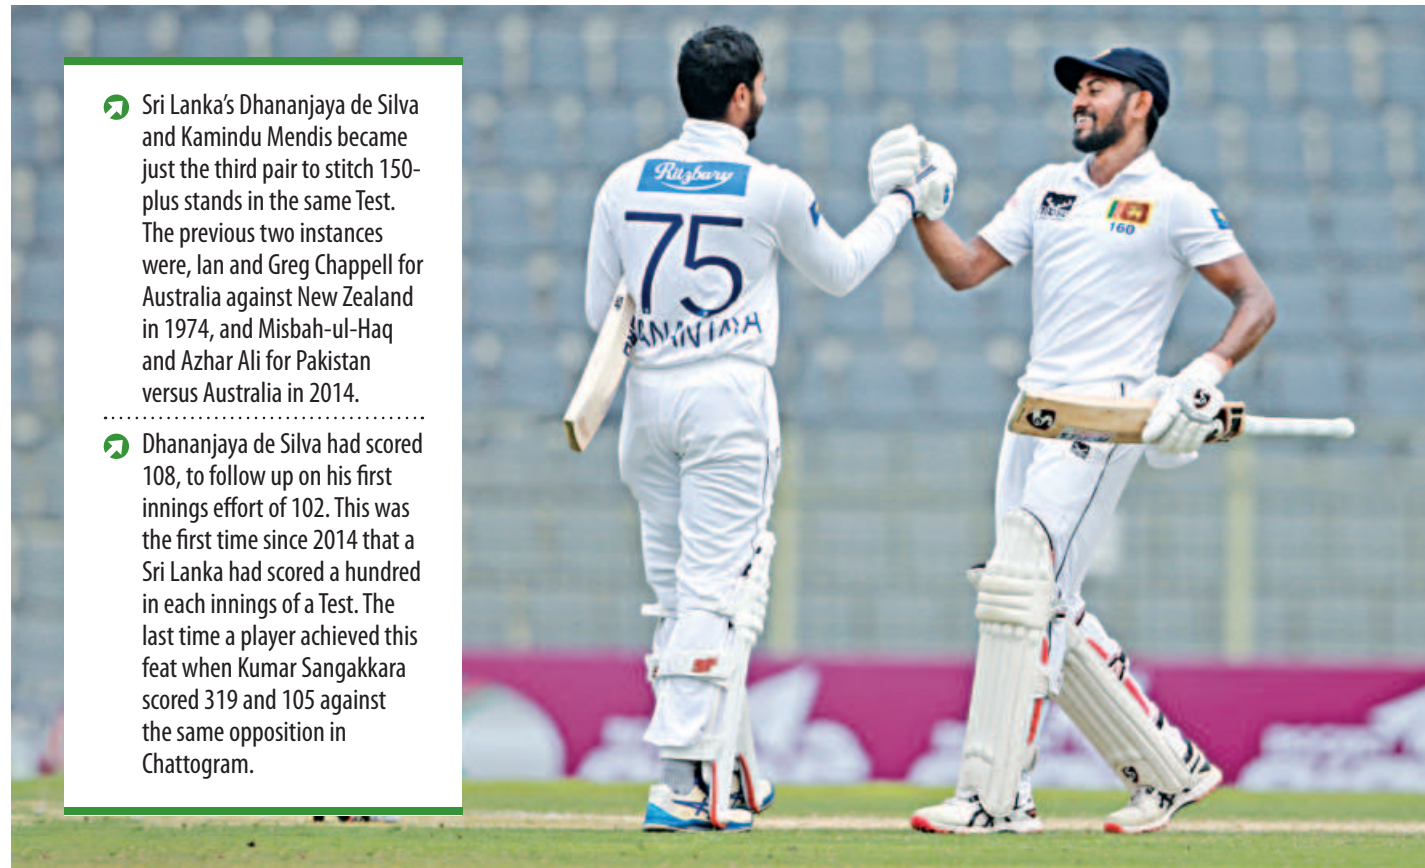 Sri Lanka’s Dhananjaya de Silva
and Kamindu Mendis became
just the third pair to stitch 150-
plus stands in the same Test.
The previous two instances
were, Ian and Greg Chappell for
Australia against New Zealand
in 1974, and Misbah-ul-Haq
and Azhar Ali for Pakistan
versus Australia in 2014.
Dhananjaya de Silva had scored
108, to follow up on his first
innings effort of 102. This was
the first time since 2014 that a
Sri Lanka had scored a hundred
in each innings of a Test. The
last time a player achieved this
feat when Kumar Sangakkara
scored 319 and 105 against
the same opposition in
Chattogram.
Ritzbury
75
160
SF